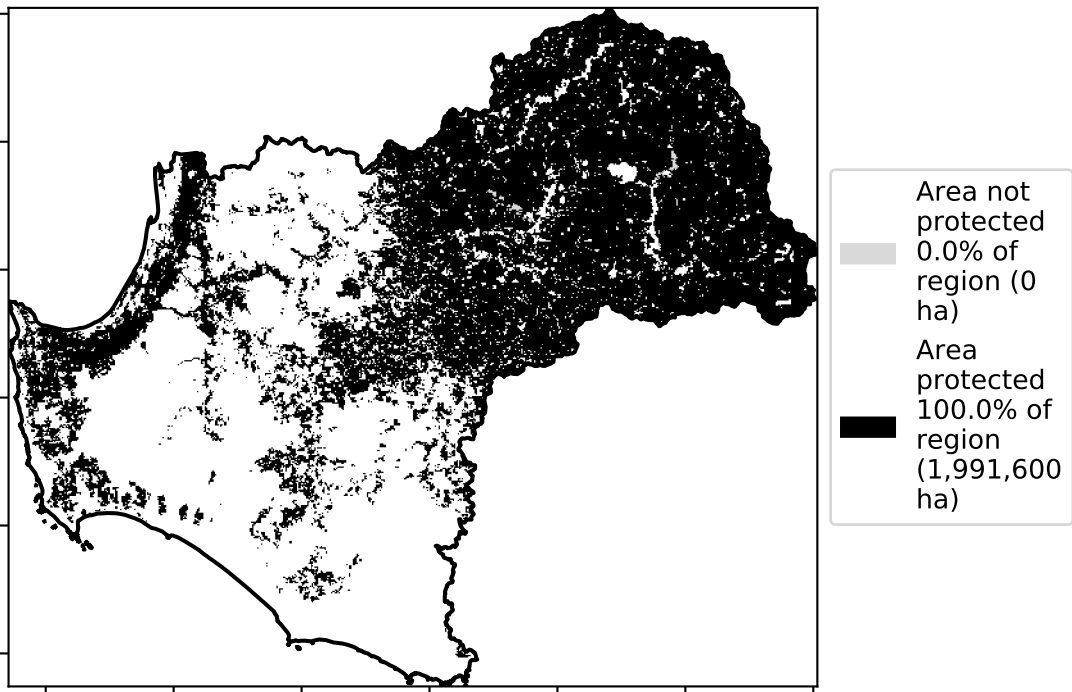 Area not
protected
0.0% of
region (0
ha)
Area
protected
100.0% of
region
(1,991,600
ha)